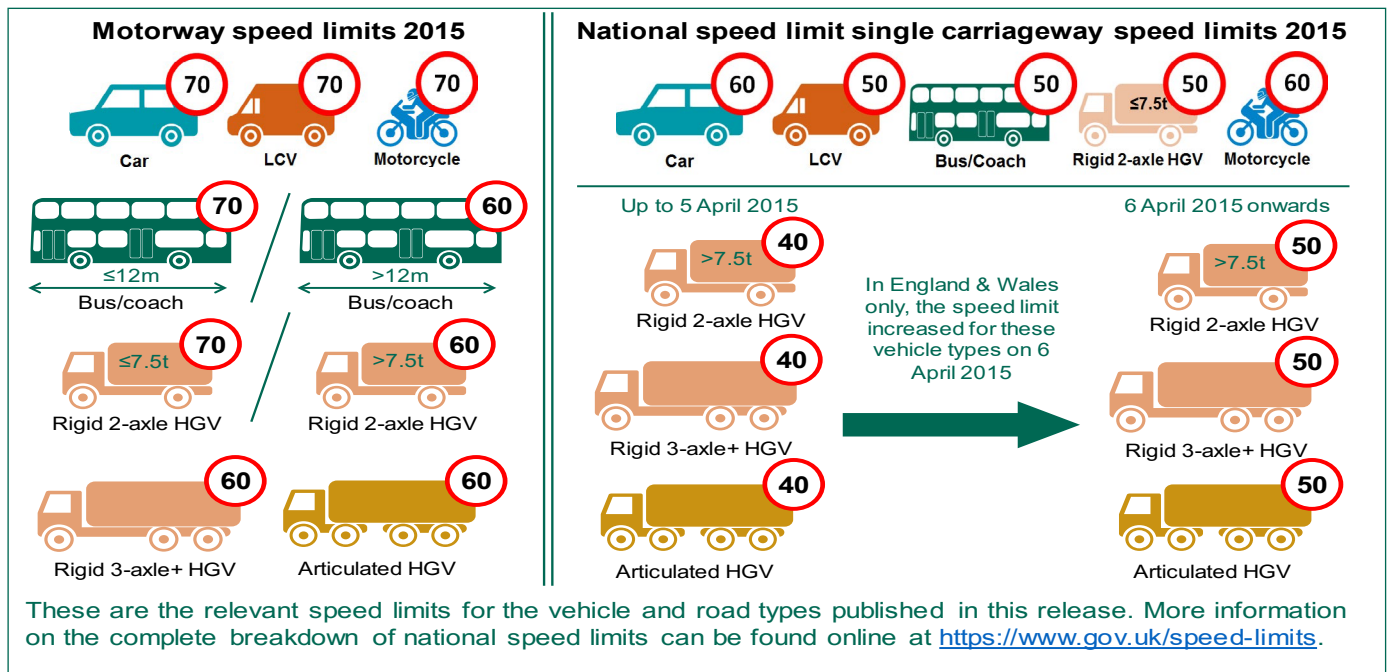 Motorway speed limits 2015
70
70
70
Car
LCV
Motorcycle
70
60
≤12m
>12m
Bus/coach
Bus/coach
70
60
≤7.5t
>7.5t
Rigid 2-axle HGV
Rigid 2-axle HGV
60
60
Rigid 3-axle+ HGV
Articulated HGV
National speed limit single carriageway speed limits 2015
60
50
50
50
60
≤7.5t
Car
LCV
Bus/Coach
Rigid 2-axle HGV
Motorcycle
Up to 5 April 2015
40
>7.5t
Rigid 2-axle HGV
40
Rigid 3-axle+ HGV
40
Articulated HGV
In England & Wales
only, the speed limit
increased for these
vehicle types on 6
April 2015
6 April 2015 onwards
50
>7.5t
Rigid 2-axle HGV
50
Rigid 3-axle+ HGV
50
Articulated HGV
These are the relevant speed limits for the vehicle and road types published in this release. More information
on the complete breakdown of national speed limits can be found online at https://www.gov.uk/speed-limits.